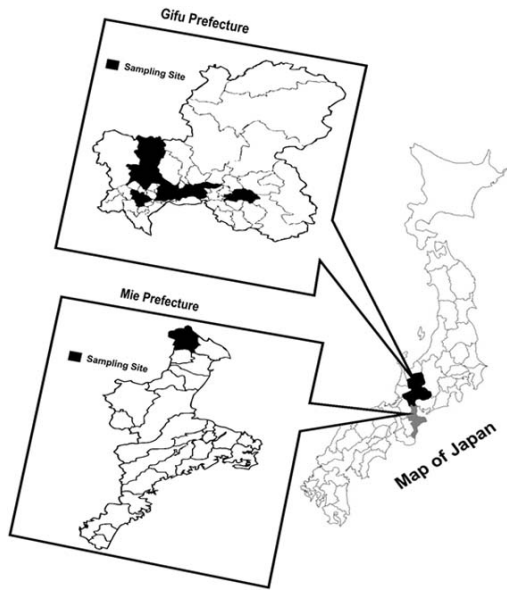 Gifu Prefecture
Sampling Site
Mie Prefecture
Sampling Site
Map of Japan